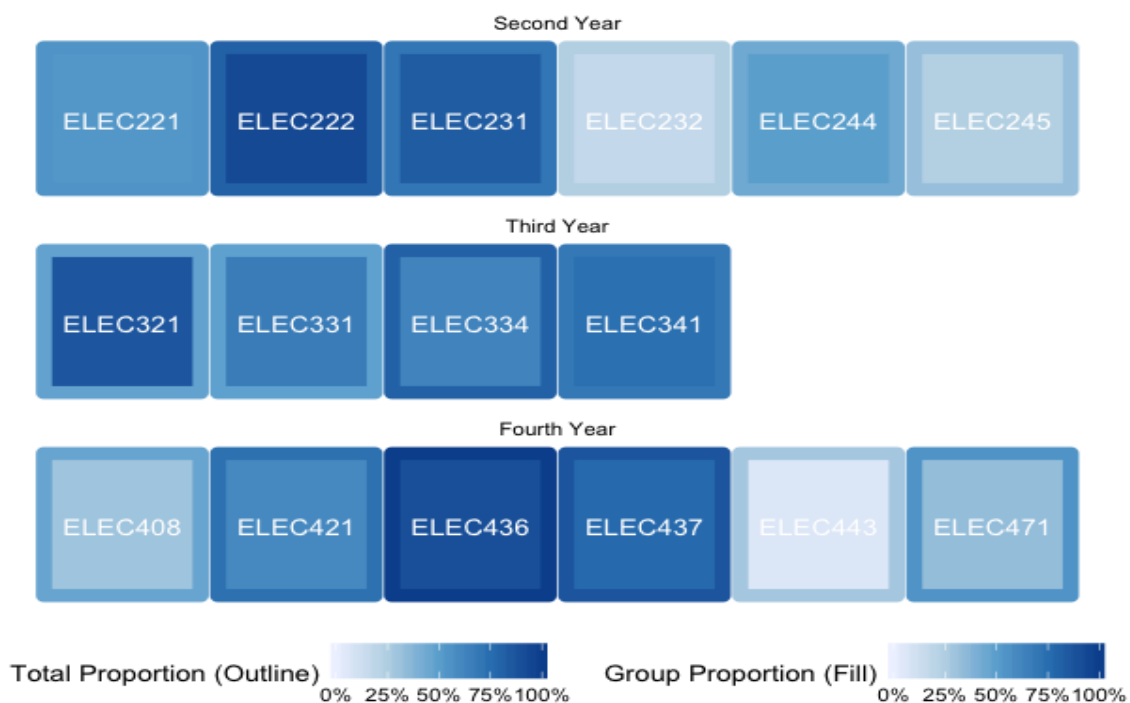 Second Year
ELEC221 ELEC222 ELEC231 ELEC232 ELEC244 ELEC245
Third Year
ELEC321 ELEC331 ELEC334 ELEC341
Fourth Year
ELEC408 ELEC421 ELEC436 ELEC437 ELEC443 ELEC471
Total Proportion (Outline) 0% 25% 50% 75% 100%
Group Proportion (Fill) 0% 25% 50% 75% 100%